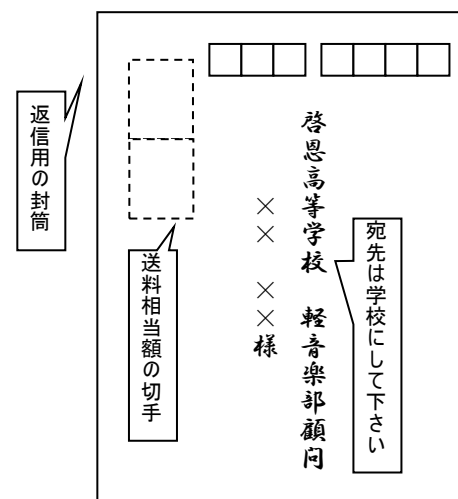 宛先は学校にして下さい
啓恩高等学校　軽音楽部顧問
××　××様
送料相当額の切手
返信用の封筒